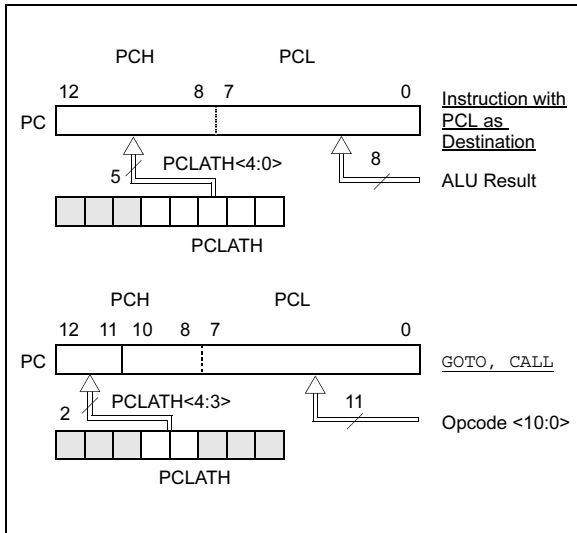 PCH PCL
12 8 7 0
PC
Instruction with
PCL as
Destination
5 PCLATH<4:0> 8
ALU Result
PCLATH
PCH PCL
12 11 10 8 7 0
PC
GOTO, CALL
2 PCLATH<4:3> 11
Opcode <10:0>
PCLATH